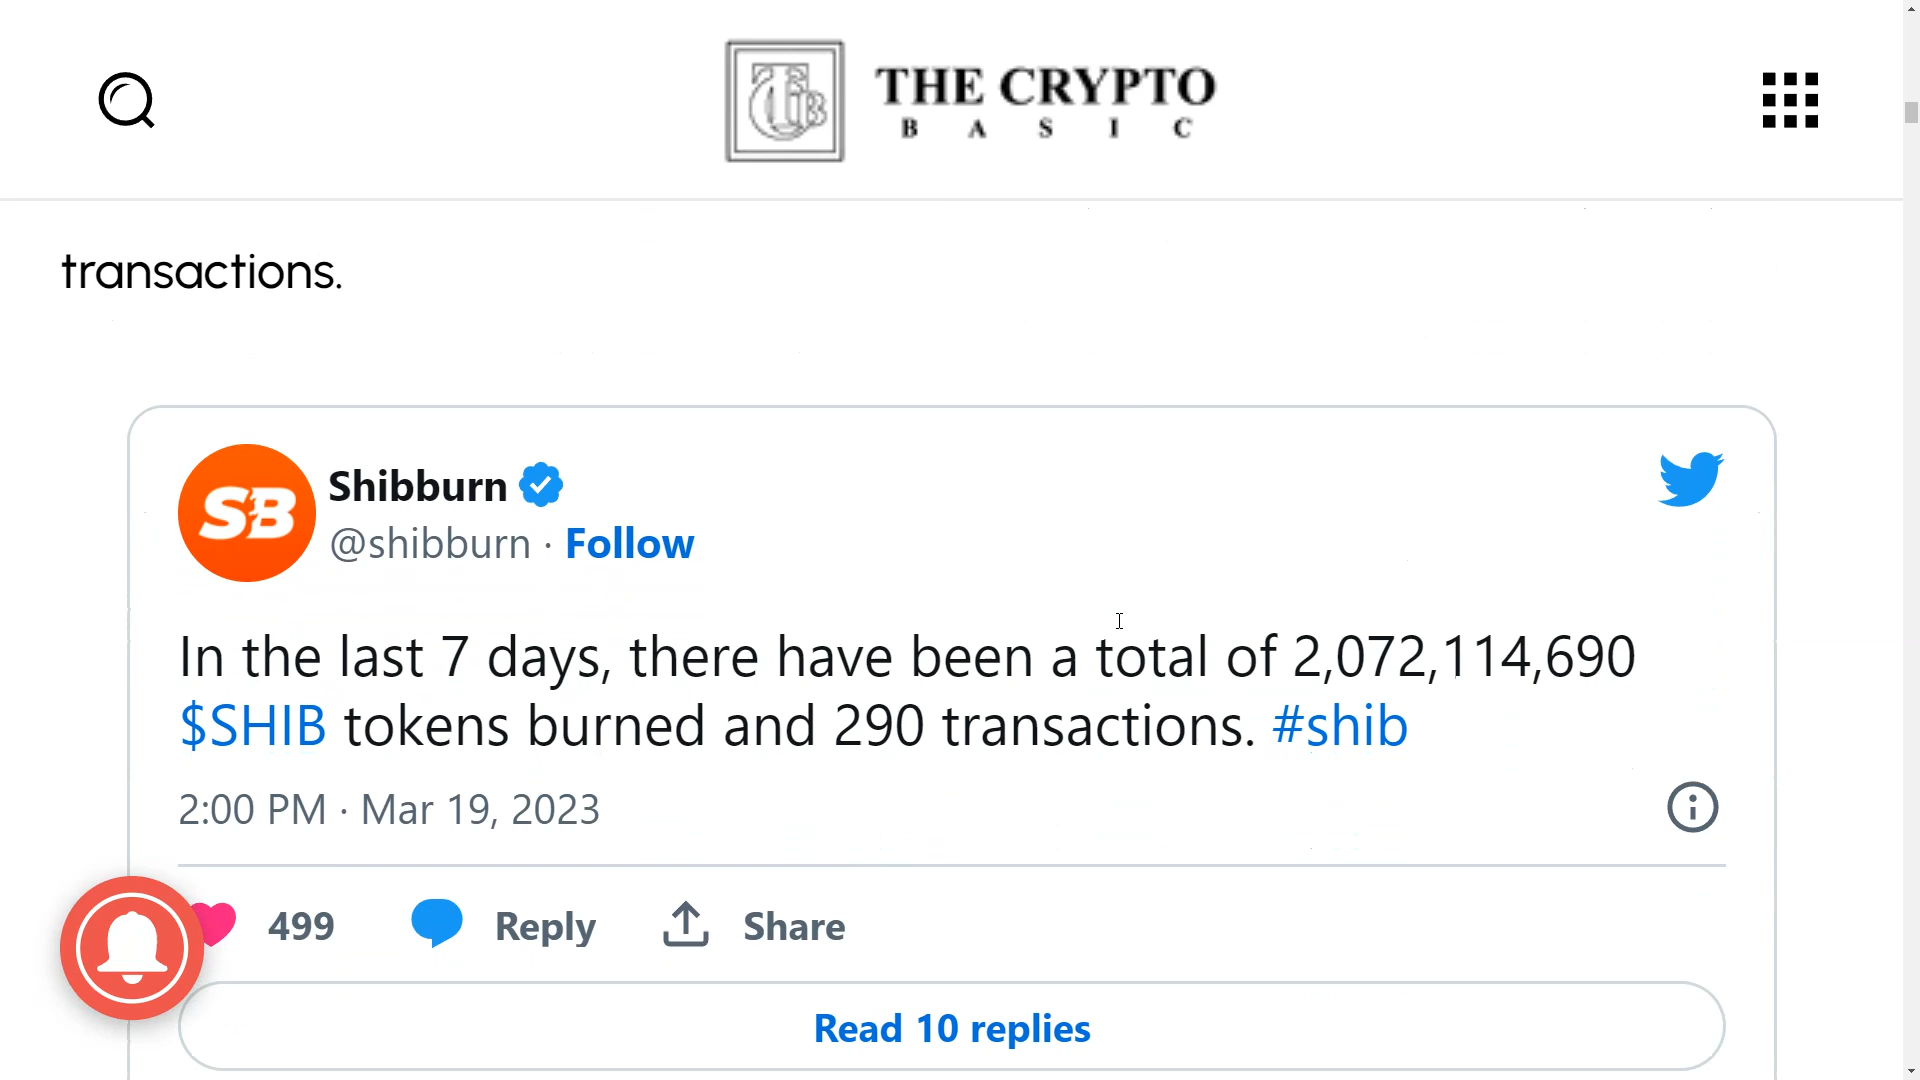 THE CRYPTO
BASIC
transactions.
SB
Shibburn
@shibburn · Follow
In the last 7 days, there have been a total of 2,072,114,690
$SHIB tokens burned and 290 transactions. #shib
2:00 PM · Mar 19, 2023
499 Reply Share
Read 10 replies